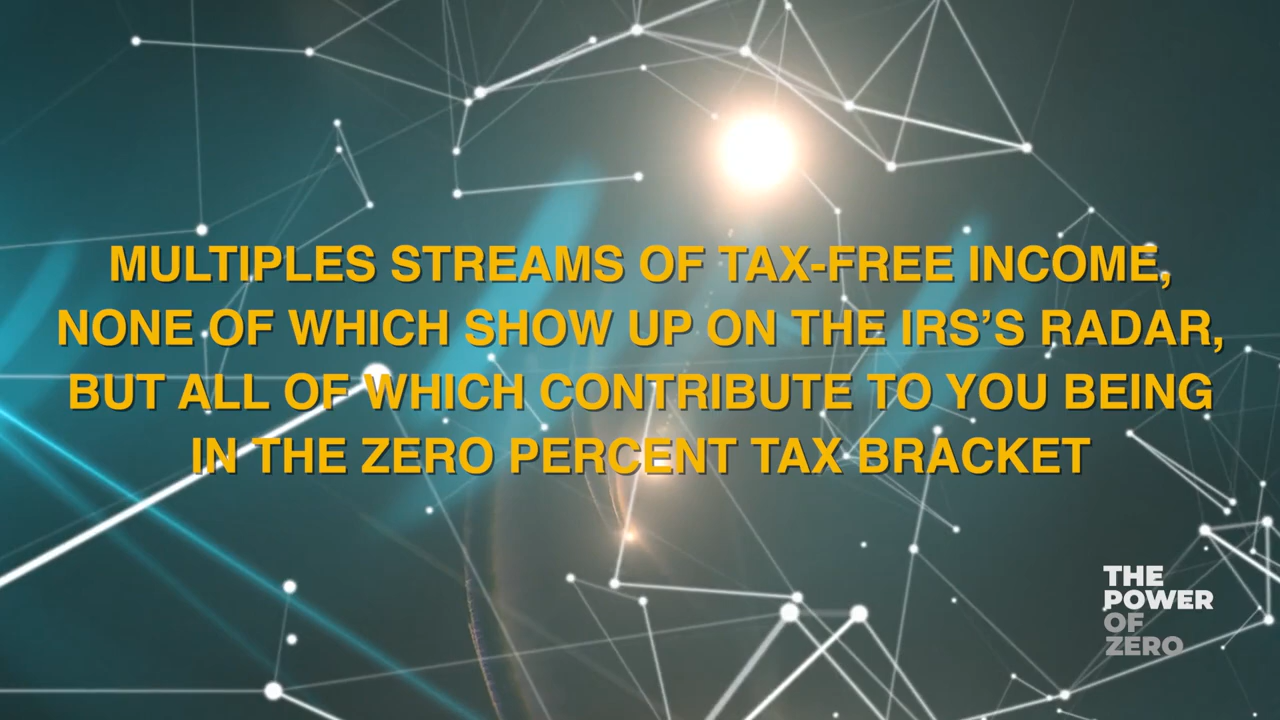 MULTIPLES STREAMS OF TAX-FREE INCOME,
NONE OF WHICH SHOW UP ON THE IRS’S RADAR,
BUT ALL OF WHICH CONTRIBUTE TO YOU BEING
IN THE ZERO PERCENT TAX BRACKET
THE
POWER
OF
ZERO